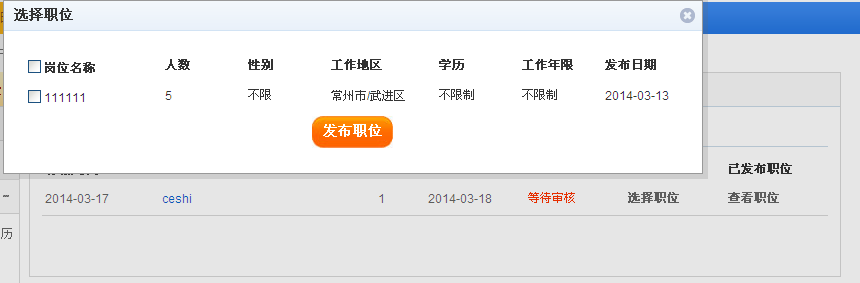 选择职位
岗位名称 人数 性别 工作地区 学历 工作年限 发布日期
111111 5 不限 常州市/武进区 不限制 不限制 2014-03-13
发布职位
已发布职位
2014-03-17 ceshi 1 2014-03-18 等待审核 选择职位 查看职位
历